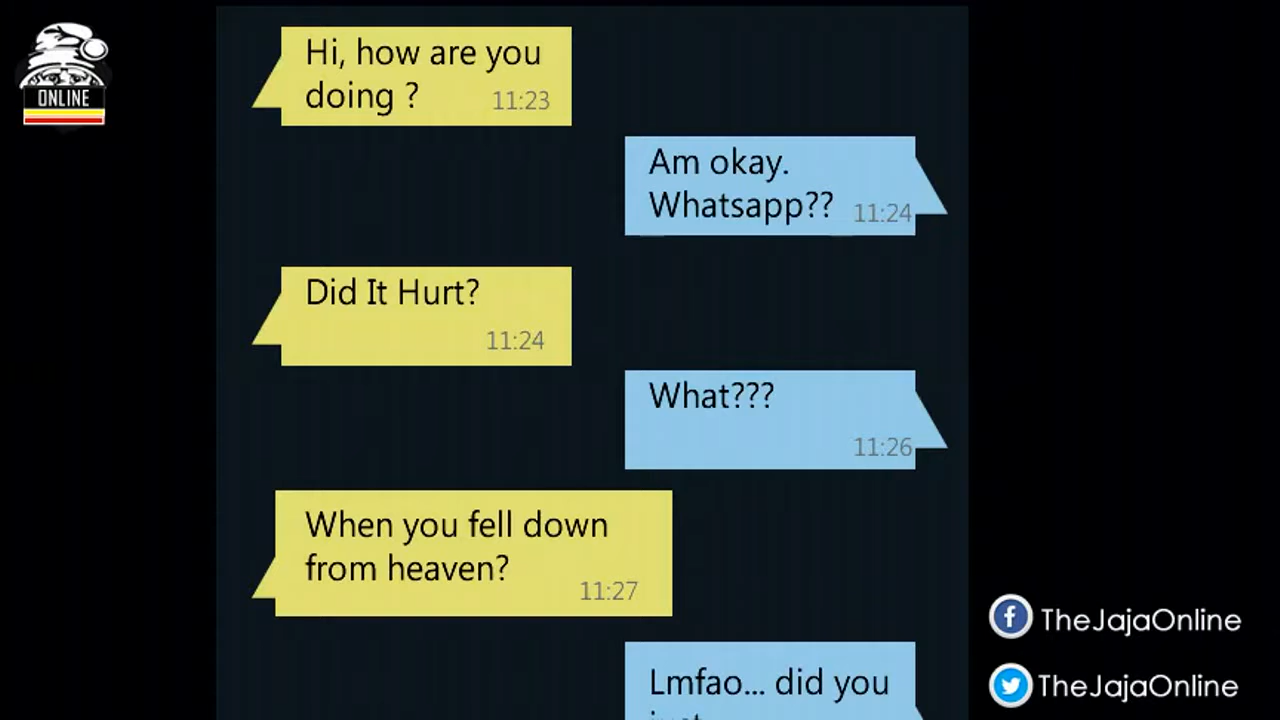 ONLINE
Hi, how are you
doing ?
11:23
Am okay.
Whatsapp??
11:24
Did It Hurt?
11:24
What???
11:26
When you fell down
from heaven?
11:27
Lmfao... did you
TheJajaOnline
TheJajaOnline